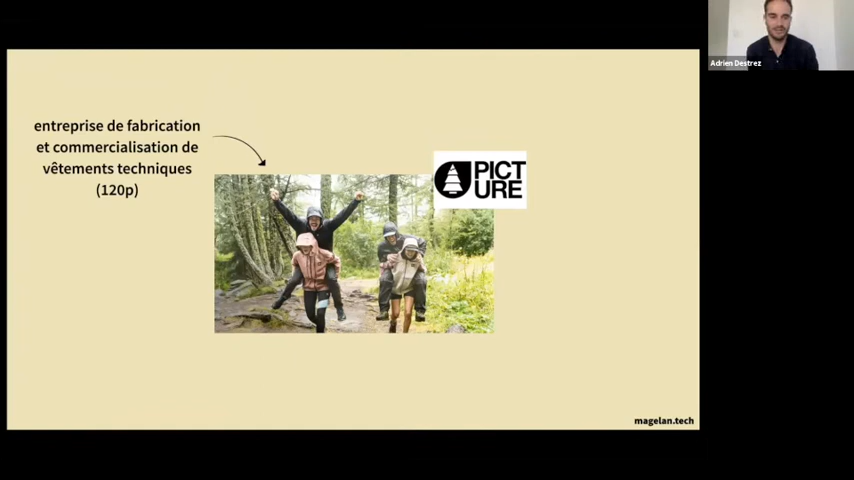 Adrien Destrez
entreprise de fabrication
et commercialisation de
vêtements techniques
(120p)
PICT
URE
magelan.tech